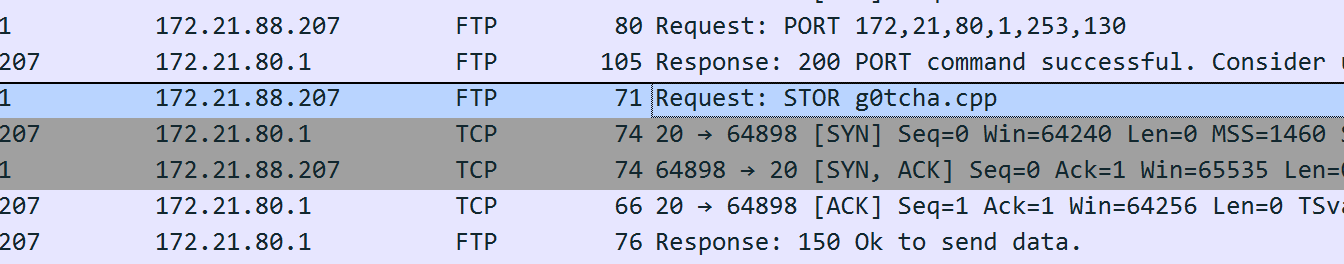 1 172.21.88.207 FTP 80 Request: PORT 172,21,80,1,253,130
207 172.21.80.1 FTP 105 Response: 200 PORT command successful. Consider
1 172.21.88.207 FTP 71 Request: STOR g0tcha.cpp
207 172.21.80.1 TCP 74 20 → 64898 [SYN] Seq=0 Win=64240 Len=0 MSS=1460
1 172.21.88.207 TCP 74 64898 → 20 [SYN, ACK] Seq=0 Ack=1 Win=65535 Len=
207 172.21.80.1 TCP 66 20 → 64898 [ACK] Seq=1 Ack=1 Win=64256 Len=0 TSva
207 172.21.80.1 FTP 76 Response: 150 Ok to send data.